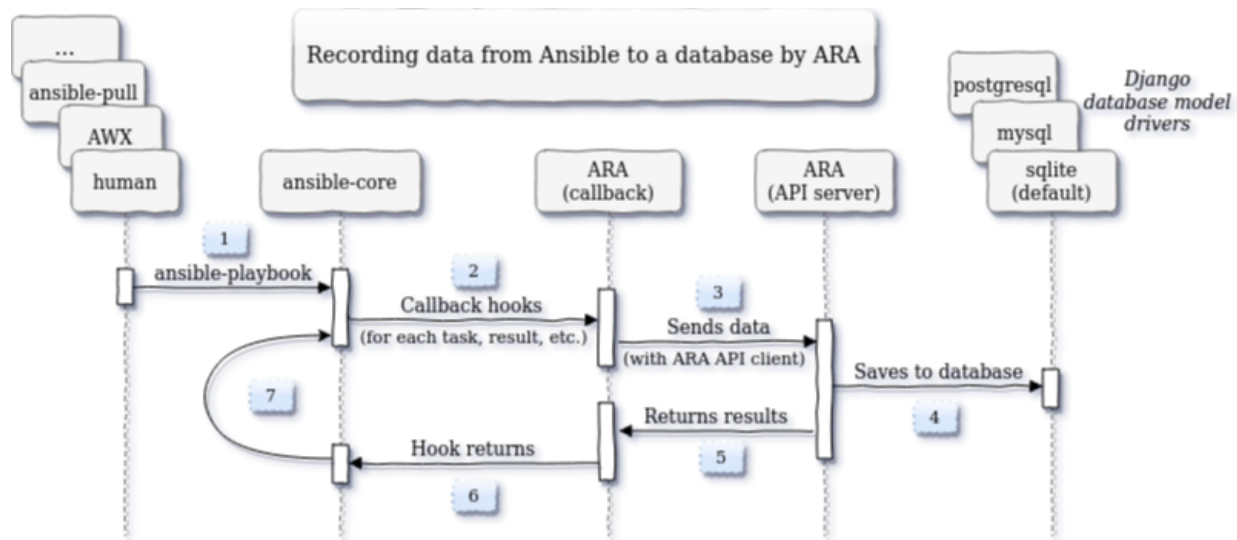 Recording data from Ansible to a database by ARA
...
ansible-pull
AWX
human
ansible-core
ARA
(callback)
ARA
(API server)
postgresql
mysql
sqlite
(default)
Django
database model
drivers
1
ansible-playbook
2
Callback hooks
(for each task, result, etc.)
3
Sends data
(with ARA API client)
Saves to database
4
Returns results
5
Hook returns
6
7